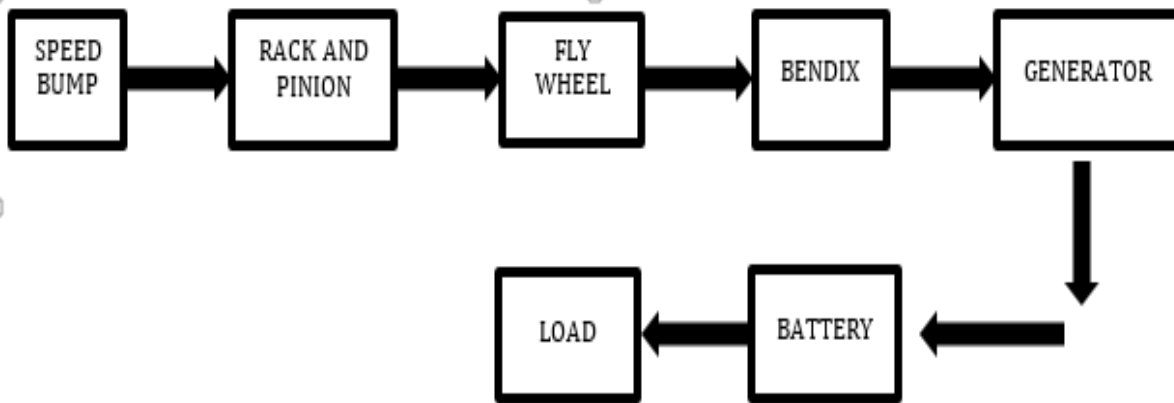 SPEED
BUMP
RACK AND
PINION
FLY
WHEEL
BENDIX
GENERATOR
LOAD
BATTERY